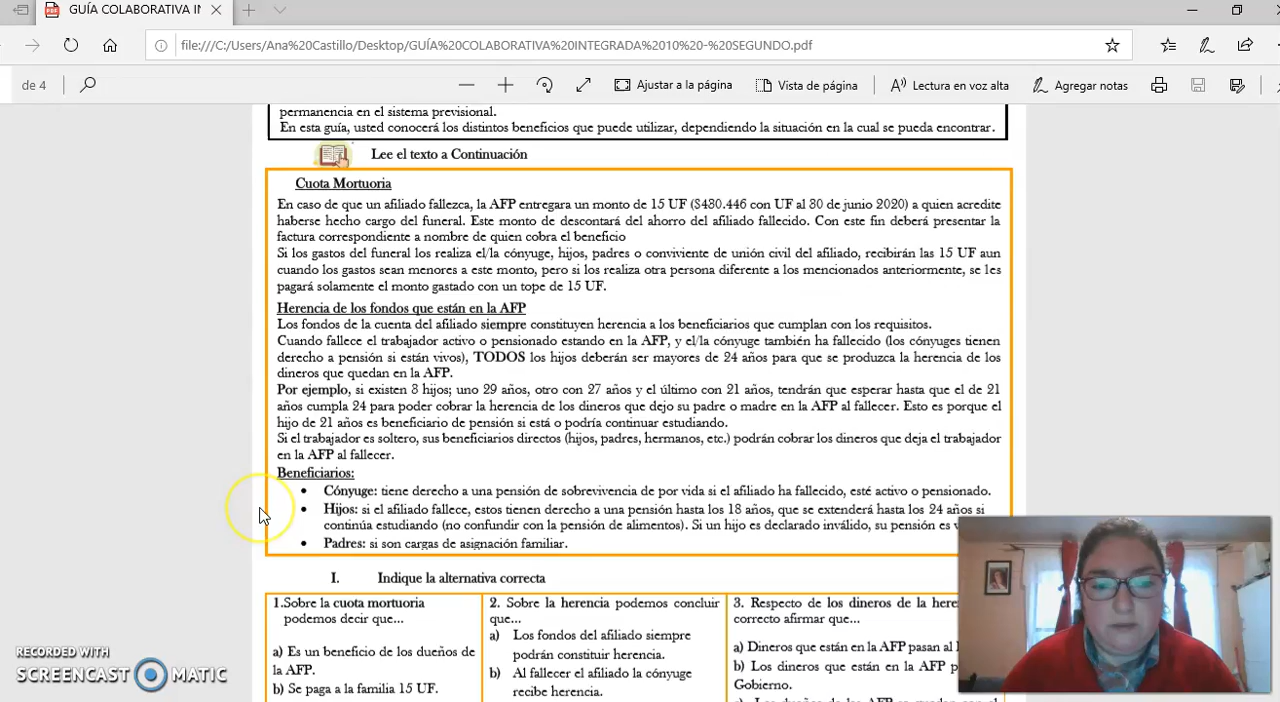 GUÍA COLABORATIVA IN
file:///C:/Users/Ana%20Castillo/Desktop/GUÍA%20COLABORATIVA%20INTEGRADA%2010%20-%20SEGUNDO.pdf
de 4
Ajustar a la página
Vista de página
Lectura en voz alta
Agregar notas
permanencia en el sistema previsional.
En esta guía, usted conocerá los distintos beneficios que puede utilizar, dependiendo la situación en la cual se pueda encontrar.
Lee el texto a Continuación
Cuota Mortuoria
En caso de que un afiliado fallezca, la AFP entregara un monto de 15 UF ($430.446 con UF al 30 de junio 2020) a quien acredite
haberse hecho cargo del funeral. Este monto de descontará del ahorro del afiliado fallecido. Con este fin deberá presentar la
factura correspondiente a nombre de quien cobra el beneficio
Si los gastos del funeral los realiza el/la cónyuge, hijos, padres o conviviente de unión civil del afiliado, recibirán las 15 UF aun
cuando los gastos sean menores a este monto, pero si los realiza otra persona diferente a los mencionados anteriormente, se les
pagará solamente el monto gastado con un tope de 15 UF.
Herencia de los fondos que están en la AFP
Los fondos de la cuenta del afiliado siempre constituyen herencia a los beneficiarios que cumplan con los requisitos.
Cuando fallece el trabajador activo o pensionado estando en la AFP, y el/la cónyuge también ha fallecido (los cónyuges tienen
derecho a pensión si están vivos), TODOS los hijos deberán ser mayores de 24 años para que se produzca la herencia de los
dineros que quedan en la AFP.
Por ejemplo, si existen 3 hijos; uno 29 años, otro con 27 años y el último con 21 años, tendrán que esperar hasta que el de 21
años cumpla 24 para poder cobrar la herencia de los dineros que dejo su padre o madre en la AFP al fallecer. Esto es porque el
hijo de 21 años es beneficiario de pensión si está o podría continuar estudiando.
Si el trabajador es soltero, sus beneficiarios directos (hijos, padres, hermanos, etc.) podrán cobrar los dineros que deja el trabajador
en la AFP al fallecer.
Beneficiarios:
• Cónyuge: tiene derecho a una pensión de sobrevivencia de por vida si el afiliado ha fallecido, esté activo o pensionado.
• Hijos: si el afiliado fallece, estos tienen derecho a una pensión hasta los 18 años, que se extenderá hasta los 24 años si
continúa estudiando (no confundir con la pensión de alimentos). Si un hijo es declarado inválido, su pensión es
• Padres: si son cargas de asignación familiar.
I. Indique la alternativa correcta
1.Sobre la cuota mortuoria
podemos decir que...
a) Es un beneficio de los dueños de
la AFP.
b) Se paga a la familia 15 UF.
2. Sobre la herencia podemos concluir
que...
a) Los fondos del afiliado siempre
podrán constituir herencia.
b) Al fallecer el afiliado la cónyuge
recibe herencia.
3. Respecto de los dineros de la
correcto afirmar que...
a) Dineros que están en la AFP pasan al
b) Los dineros que están en la AFP
Gobierno.
RECORDED WITH
SCREENCAST MATIC